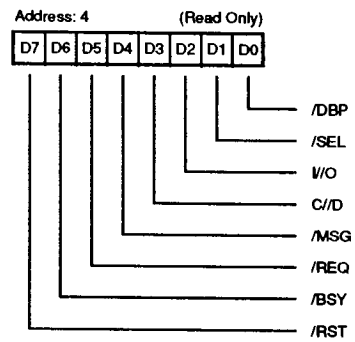 Address: 4 (Read Only)
D7 D6 D5 D4 D3 D2 D1 D0
/DBP
/SEL
I//O
C//D
/MSG
/REQ
/BSY
/RST